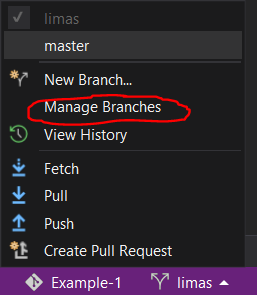 limas
master
New Branch...
Manage Branches
View History
Fetch
Pull
Push
Create Pull Request
Example-1 limas